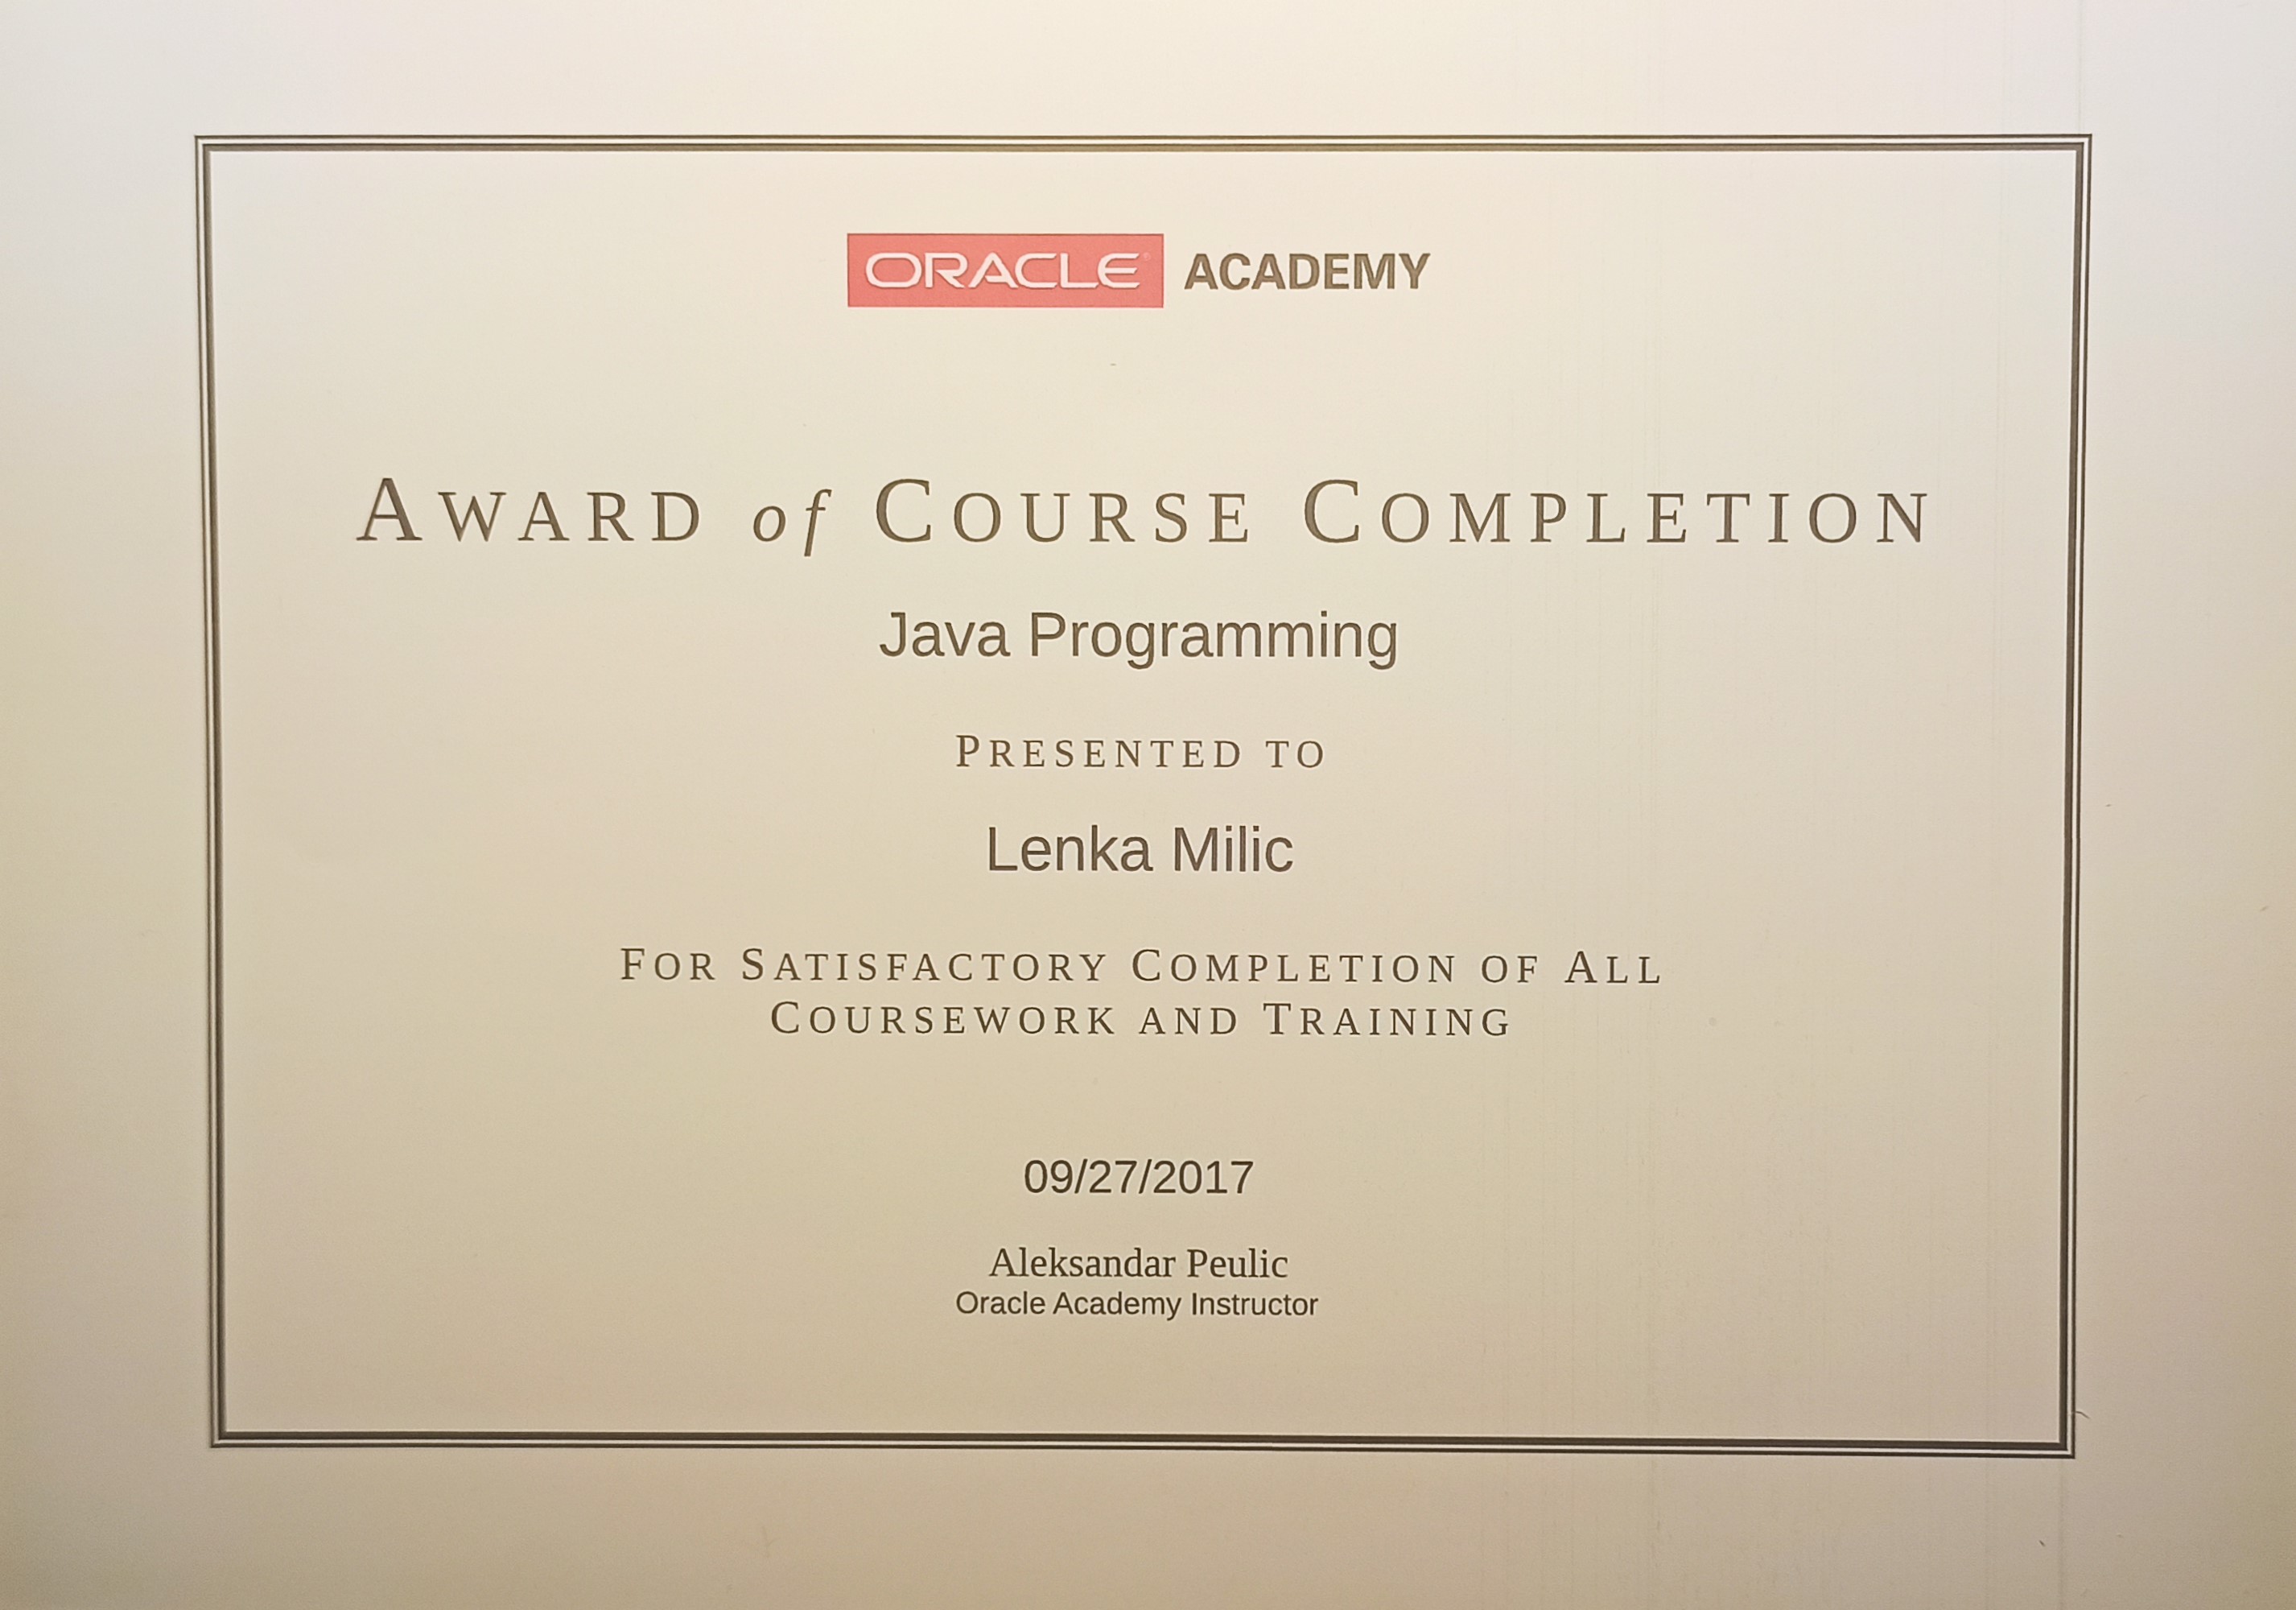 ORACLE ACADEMY
AWARD of COURSE COMPLETION
Java Programming
PRESENTED TO
Lenka Milic
FOR SATISFACTORY COMPLETION OF ALL
COURSEWORK AND TRAINING
09/27/2017
Aleksandar Peulic
Oracle Academy Instructor